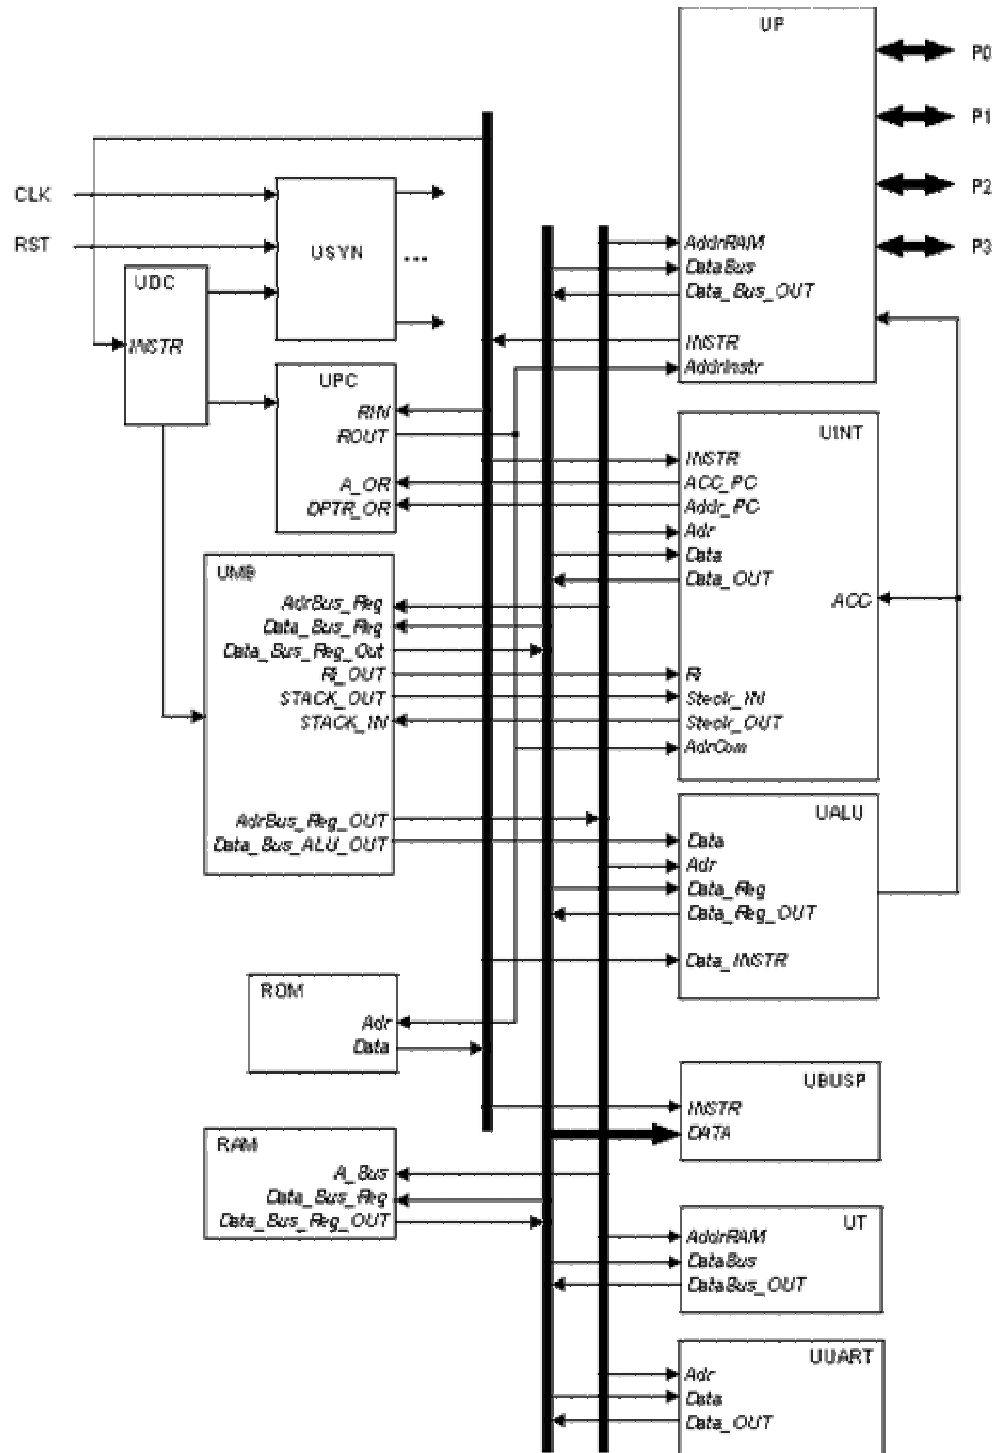 UP
P0
P1
P2
P3
AddrRAM
DataBus
Data_Bus_OUT
INSTR
AddrInstr
CLK
RST
USYN
...
UDC
INSTR
UPC
RIN
ROUT
A_OR
DPTR_OR
UINT
INSTR
ACC_PC
Addr_PC
Adr
Data
Data_OUT
ACC
Ri
Steck_IN
Steck_OUT
AdrCom
UMB
AdrBus_Reg
Data_Bus_Reg
Data_Bus_Reg_Out
Ri_OUT
STACK_OUT
STACK_IN
AdrBus_Reg_OUT
Data_Bus_ALU_OUT
UALU
Data
Adr
Data_Reg
Data_Reg_OUT
Data_INSTR
ROM
Adr
Data
UBUSP
INSTR
DATA
RAM
A_Bus
Data_Bus_Reg
Data_Bus_Reg_OUT
UT
AddrRAM
DataBus
DataBus_OUT
UUART
Adr
Data
Data_OUT